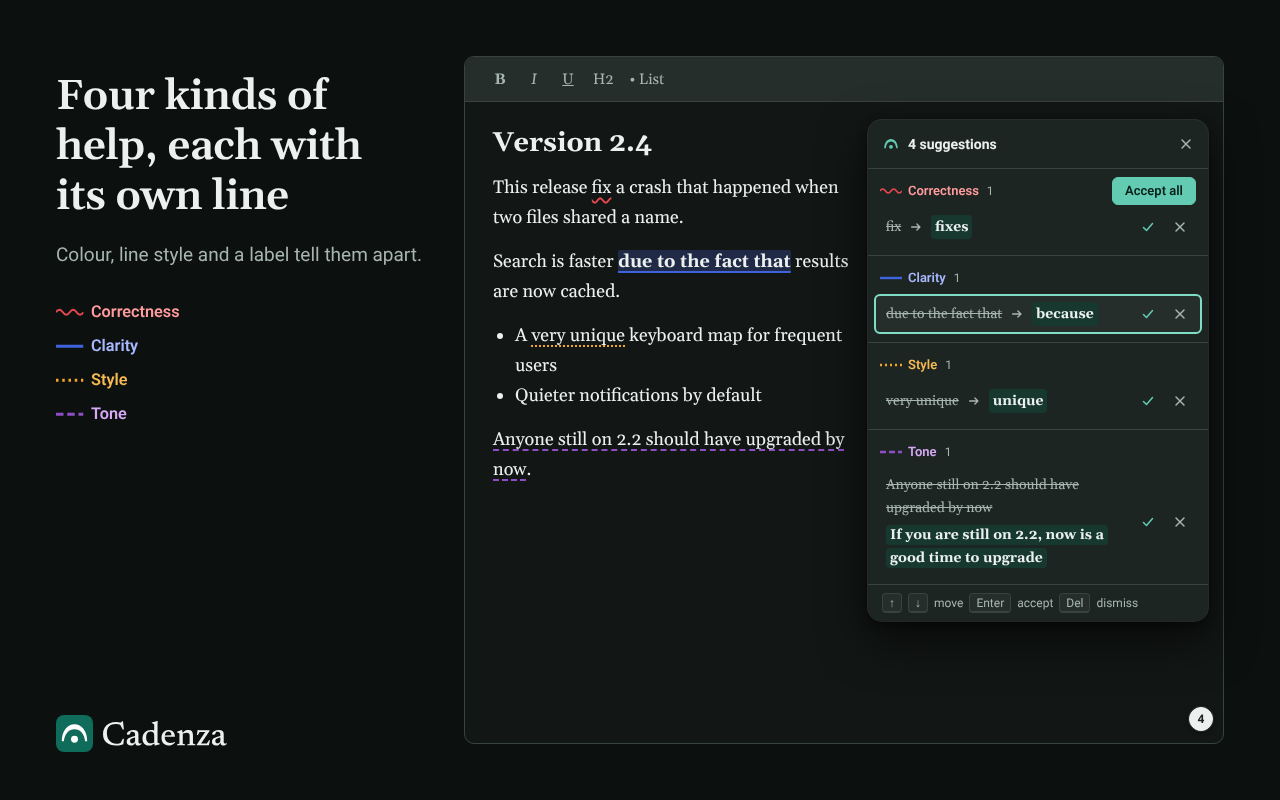 Four kinds of
help, each with
its own line
Colour, line style and a label tell them apart.
Correctness
Clarity
Style
Tone
Cadenza
B I U H2 • List
Version 2.4
This release fix a crash that happened when
two files shared a name.
Search is faster due to the fact that results
are now cached.
• A very unique keyboard map for frequent
users
• Quieter notifications by default
Anyone still on 2.2 should have upgraded by
now.
4 suggestions
Correctness 1 Accept all
fix → fixes
Clarity 1
due to the fact that → because
Style 1
very unique → unique
Tone 1
Anyone still on 2.2 should have
upgraded by now
If you are still on 2.2, now is a
good time to upgrade
↑ ↓ move Enter accept Del dismiss
4